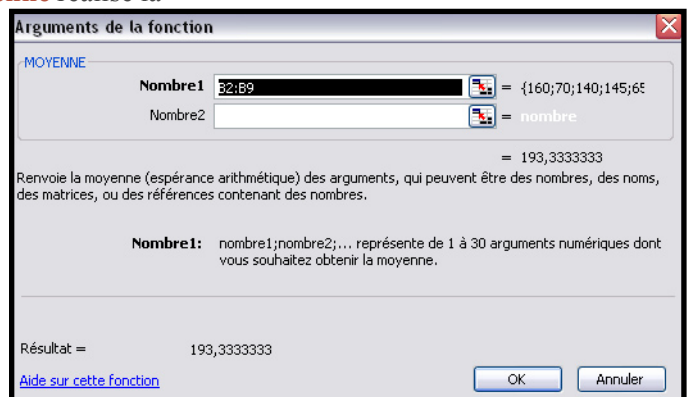 réalise la
Arguments de la fonction
MOYENNE
Nombre1 B2:B9 = {160;70;140;145;65
Nombre2 = nombre
= 193,3333333
Renvoie la moyenne (espérance arithmétique) des arguments, qui peuvent être des nombres, des noms,
des matrices, ou des références contenant des nombres.
Nombre1: nombre1;nombre2;... représente de 1 à 30 arguments numériques dont
vous souhaitez obtenir la moyenne.
Résultat = 193,3333333
Aide sur cette fonction OK Annuler